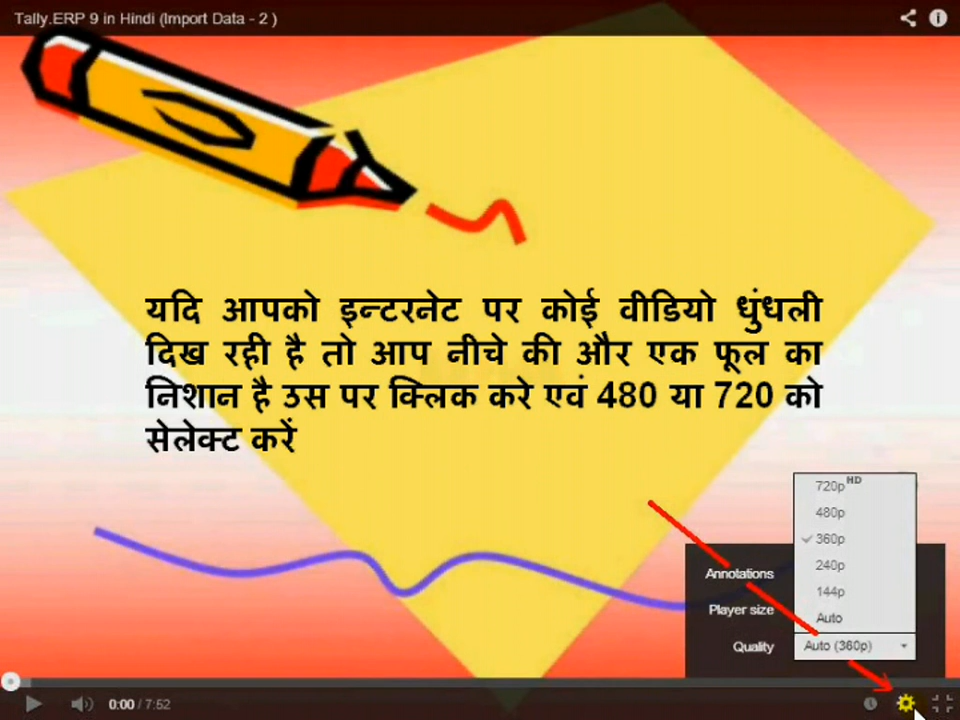 Tally.ERP 9 in Hindi (Import Data - 2 )
यदि आपको इन्टरनेट पर कोई वीडियो धुंधली
दिख रही है तो आप नीचे की और एक फूल का
निशान है उस पर क्लिक करे एवं 480 या 720 को
सेलेक्ट करें
720p HD
480p
360p
240p
144p
Auto
Annotations
Player size
Quality Auto (360p)
0:00 / 7:52